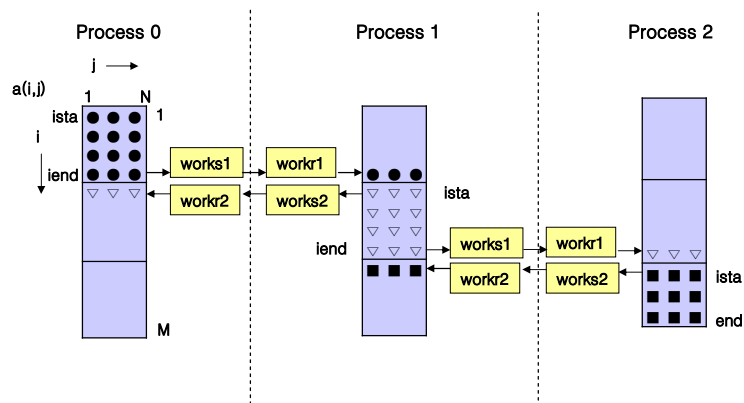 Process 0
Process 1
Process 2
j
a(i,j)
1
N
ista
1
i
iend
works1
workr1
workr2
works2
ista
iend
works1
workr1
workr2
works2
ista
end
M